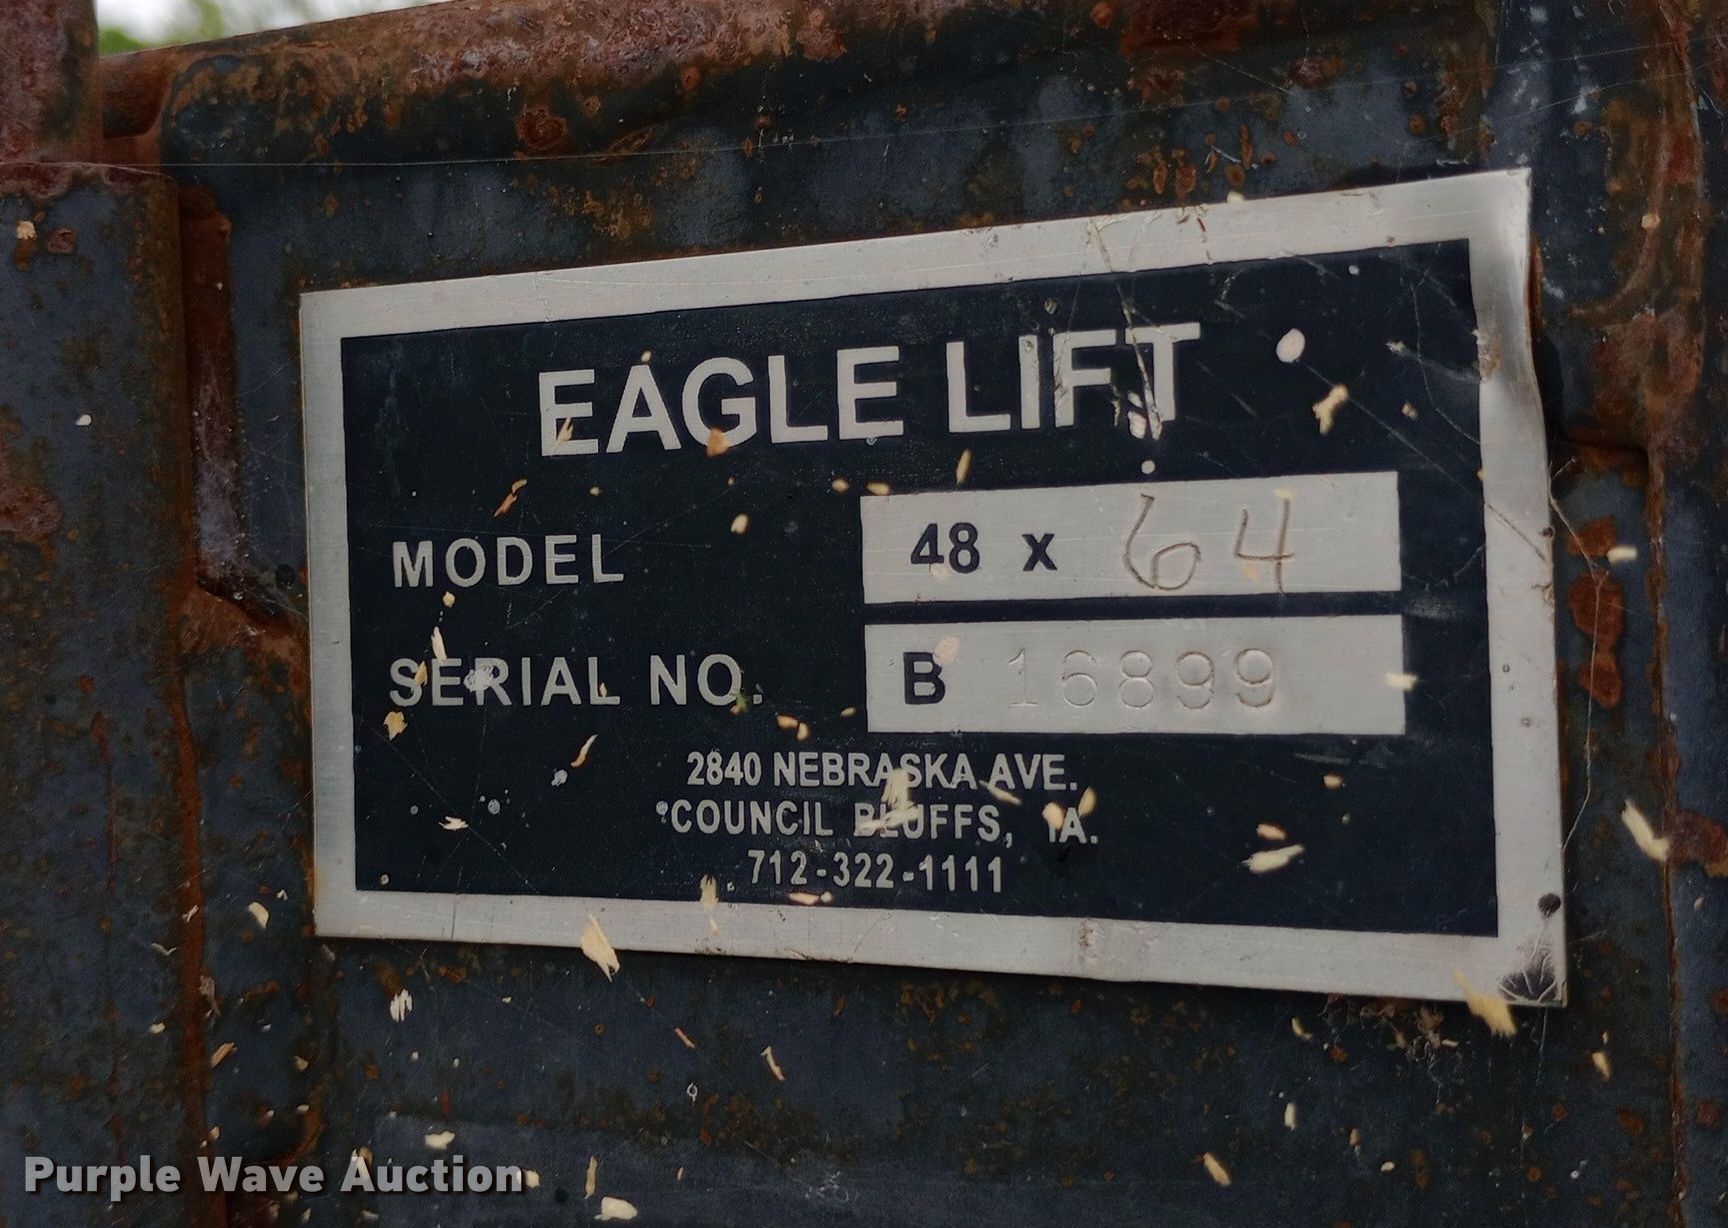 EAGLE LIFT
MODEL 48 x 64
SERIAL NO. B 16899
2840 NEBRASKA AVE.
COUNCIL BLUFFS, IA.
712-322-1111
Purple Wave Auction